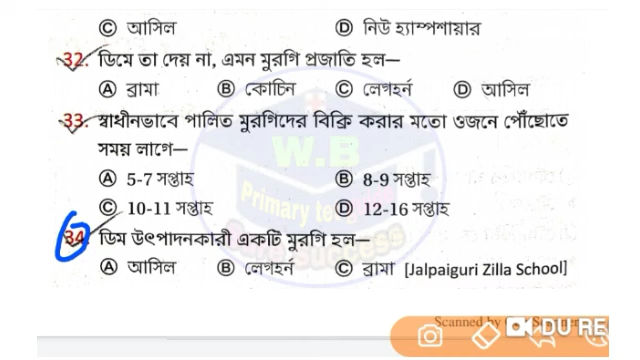 Ⓒ আসিল Ⓓ নিউ হ্যাম্পশায়ার
32. ডিমে তা দেয় না, এমন মুরগি প্রজাতি হল—
Ⓐ ব্রামা Ⓑ কোচিন Ⓒ লেগহর্ন Ⓓ আসিল
33. স্বাধীনভাবে পালিত মুরগিদের বিক্রি করার মতো ওজনে পৌঁছোতে
সময় লাগে—
Ⓐ 5-7 সপ্তাহ Ⓑ 8-9 সপ্তাহ
Ⓒ 10-11 সপ্তাহ Ⓓ 12-16 সপ্তাহ
34. ডিম উৎপাদনকারী একটি মুরগি হল—
Ⓐ আসিল Ⓑ লেগহর্ন Ⓒ ব্রামা [Jalpaiguri Zilla School]
W.B
Primary te
success
Scanned by
DU RE